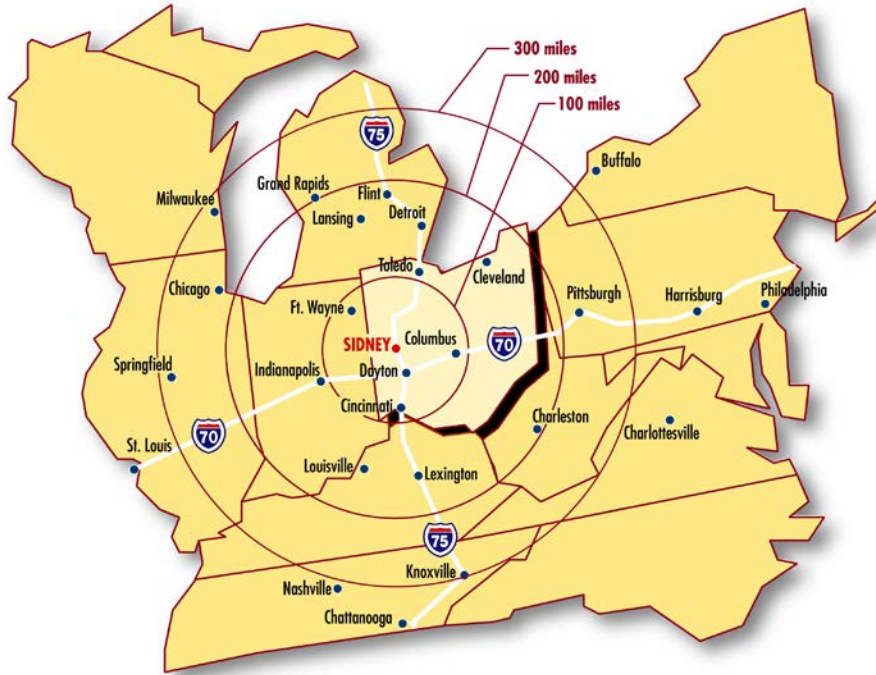 300 miles
200 miles
100 miles
75
Buffalo
Grand Rapids
Flint
Milwaukee
Lansing
Detroit
Toledo
Cleveland
Chicago
Ft. Wayne
Pittsburgh
Harrisburg
Philadelphia
SIDNEY
Columbus
70
Springfield
Indianapolis
Dayton
Cincinnati
Charleston
Charlottesville
St. Louis
70
Louisville
Lexington
75
Knoxville
Nashville
Chattanooga